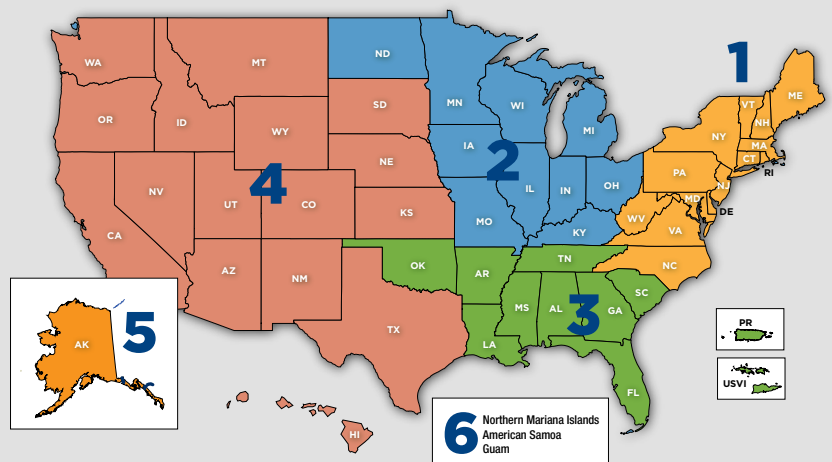 1
WA
MT
ND
MN
WI
MI
ME
VT
NH
NY
MA
CT
RI
OR
ID
SD
WY
IA
2
PA
NJ
NE
IL
IN
OH
MD
DE
4
NV
UT
CO
KS
MO
KY
WV
VA
CA
AZ
NM
OK
AR
TN
NC
SC
MS
AL
3
GA
TX
LA
FL
5
AK
HI
PR
USVI
6
Northern Mariana Islands
American Samoa
Guam